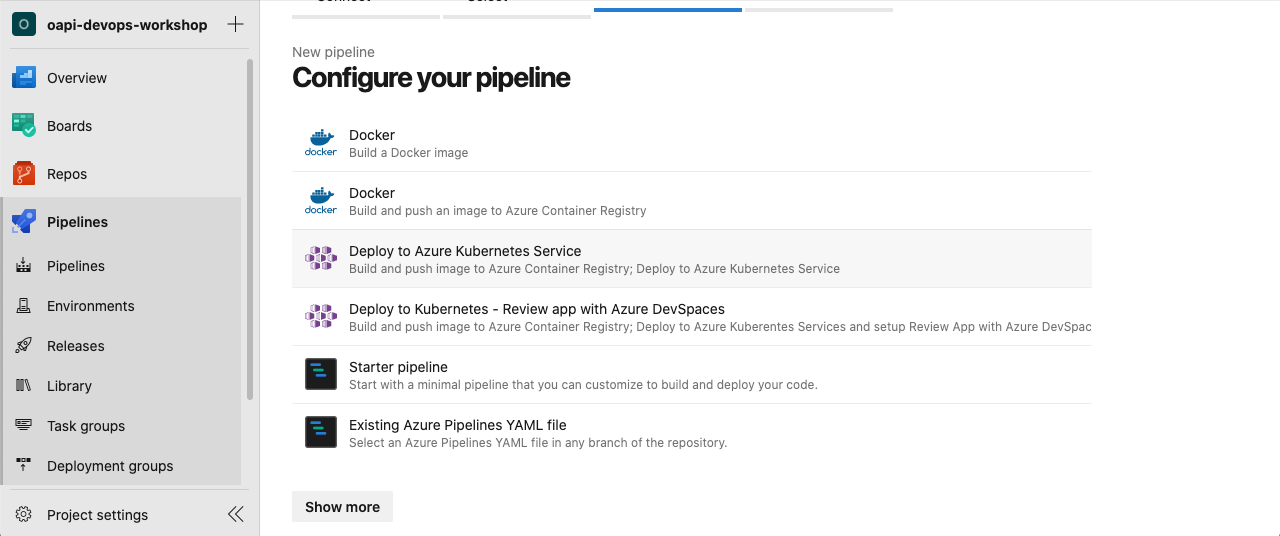 Connect
Select
O
oapi-devops-workshop
Overview
Boards
Repos
Pipelines
Pipelines
Environments
Releases
Library
Task groups
Deployment groups
Project settings
New pipeline
Configure your pipeline
docker
Docker
Build a Docker image
docker
Docker
Build and push an image to Azure Container Registry
Deploy to Azure Kubernetes Service
Build and push image to Azure Container Registry; Deploy to Azure Kubernetes Service
Deploy to Kubernetes - Review app with Azure DevSpaces
Build and push image to Azure Container Registry; Deploy to Azure Kuberentes Services and setup Review App with Azure DevSpac
Starter pipeline
Start with a minimal pipeline that you can customize to build and deploy your code.
Existing Azure Pipelines YAML file
Select an Azure Pipelines YAML file in any branch of the repository.
Show more